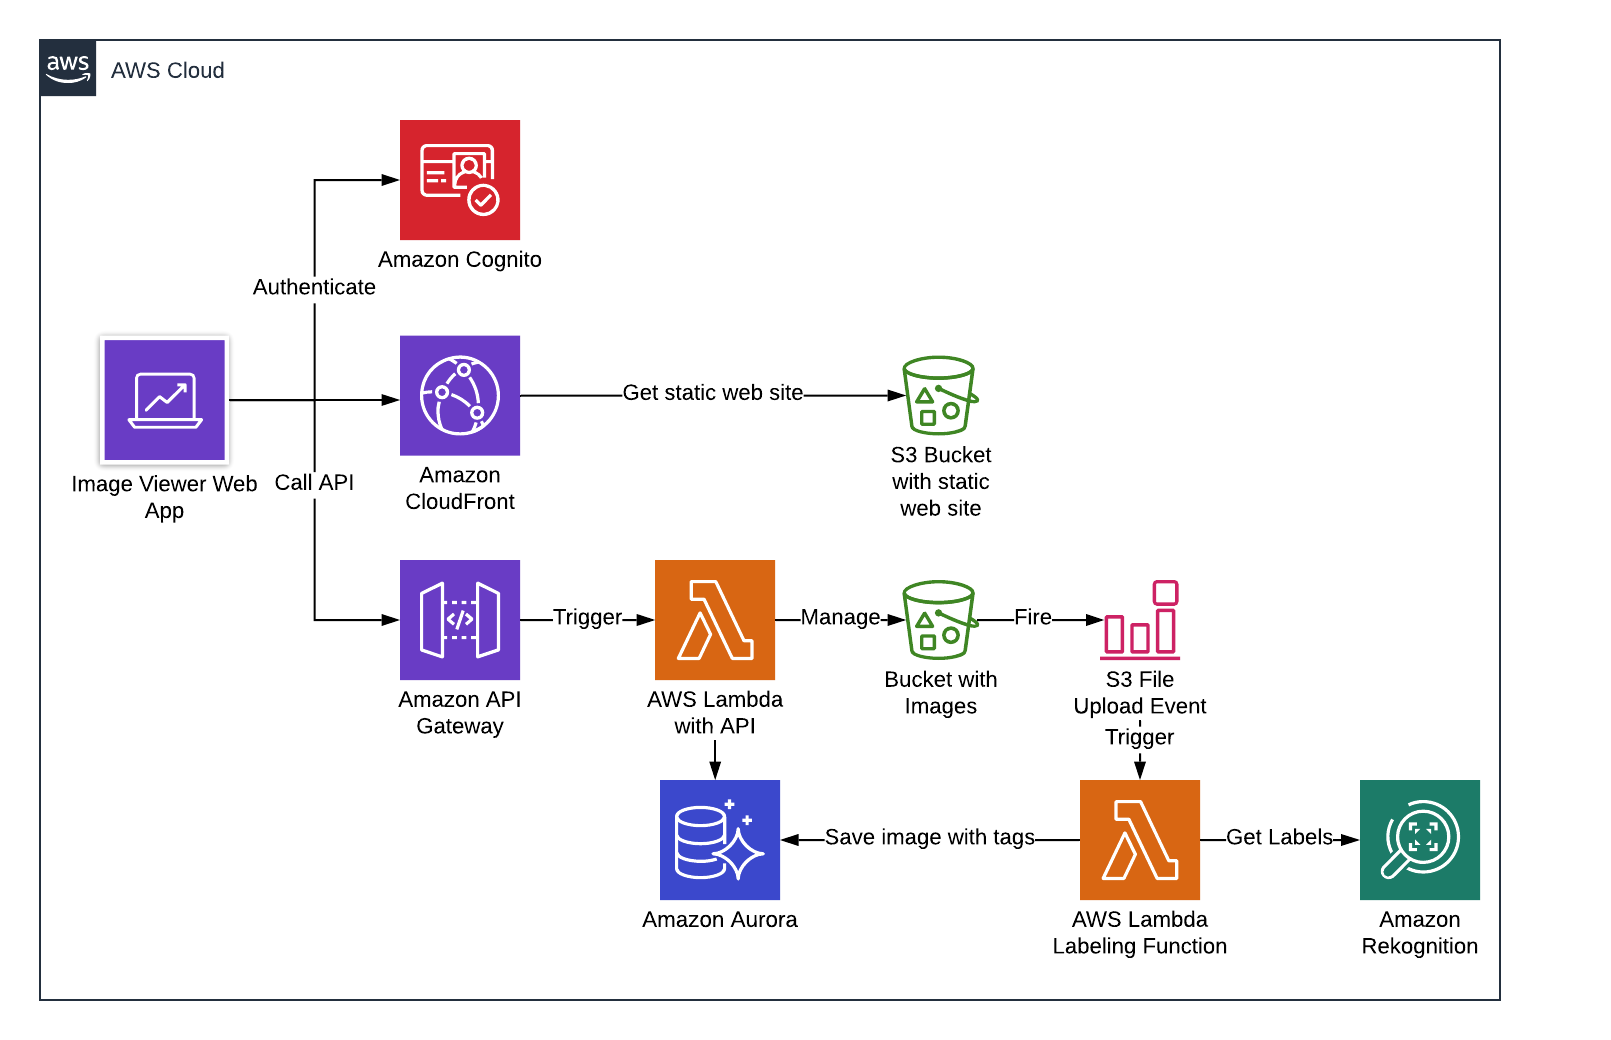 aws
AWS Cloud
Amazon Cognito
Authenticate
Image Viewer Web
App
Call API
Amazon
CloudFront
Get static web site
S3 Bucket
with static
web site
Amazon API
Gateway
Trigger
AWS Lambda
with API
Manage
Bucket with
Images
Fire
S3 File
Upload Event
Trigger
Amazon Aurora
Save image with tags
AWS Lambda
Labeling Function
Get Labels
Amazon
Rekognition